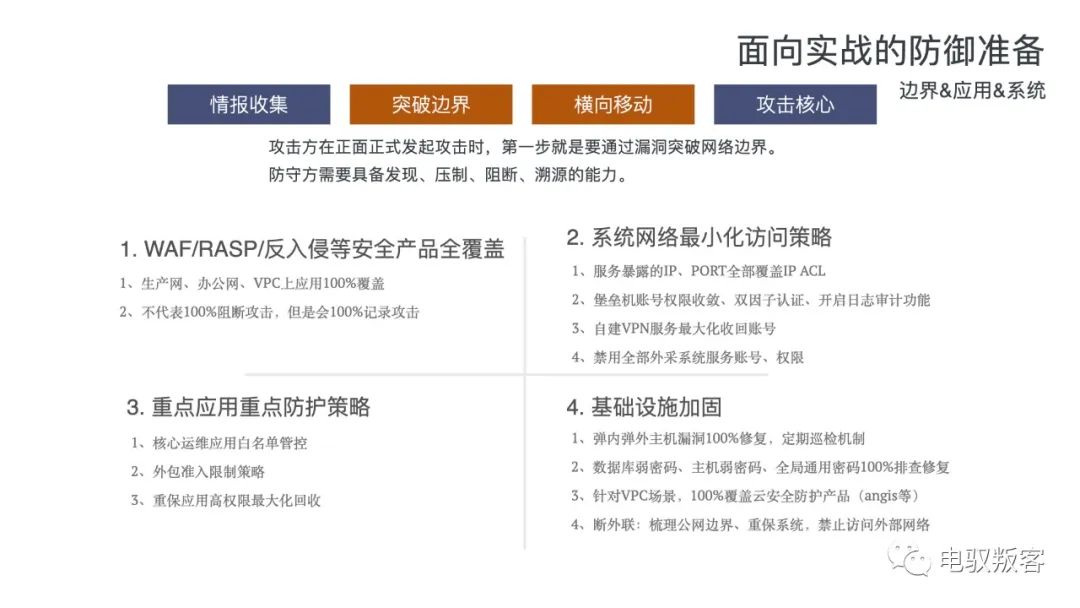 面向实战的防御准备
边界&应用&系统
情报收集
突破边界
横向移动
攻击核心
攻击方在正面正式发起攻击时，第一步就是要通过漏洞突破网络边界。
防守方需要具备发现、压制、阻断、溯源的能力。
1. WAF/RASP/反入侵等安全产品全覆盖
1、生产网、办公网、VPC上应用100%覆盖
2、不代表100%阻断攻击，但是会100%记录攻击
2. 系统网络最小化访问策略
1、服务暴露的IP、PORT全部覆盖IP ACL
2、堡垒机账号权限收敛、双因子认证、开启日志审计功能
3、自建VPN服务最大化收回账号
4、禁用全部外采系统服务账号、权限
3. 重点应用重点防护策略
1、核心运维应用白名单管控
2、外包准入限制策略
3、重保应用高权限最大化回收
4. 基础设施加固
1、弹内弹外主机漏洞100%修复，定期巡检机制
2、数据库弱密码、主机弱密码、全局通用密码100%排查修复
3、针对VPC场景，100%覆盖云安全防护产品（angis等）
4、断外联：梳理公网边界、重保系统，禁止访问外部网络
电驭叛客